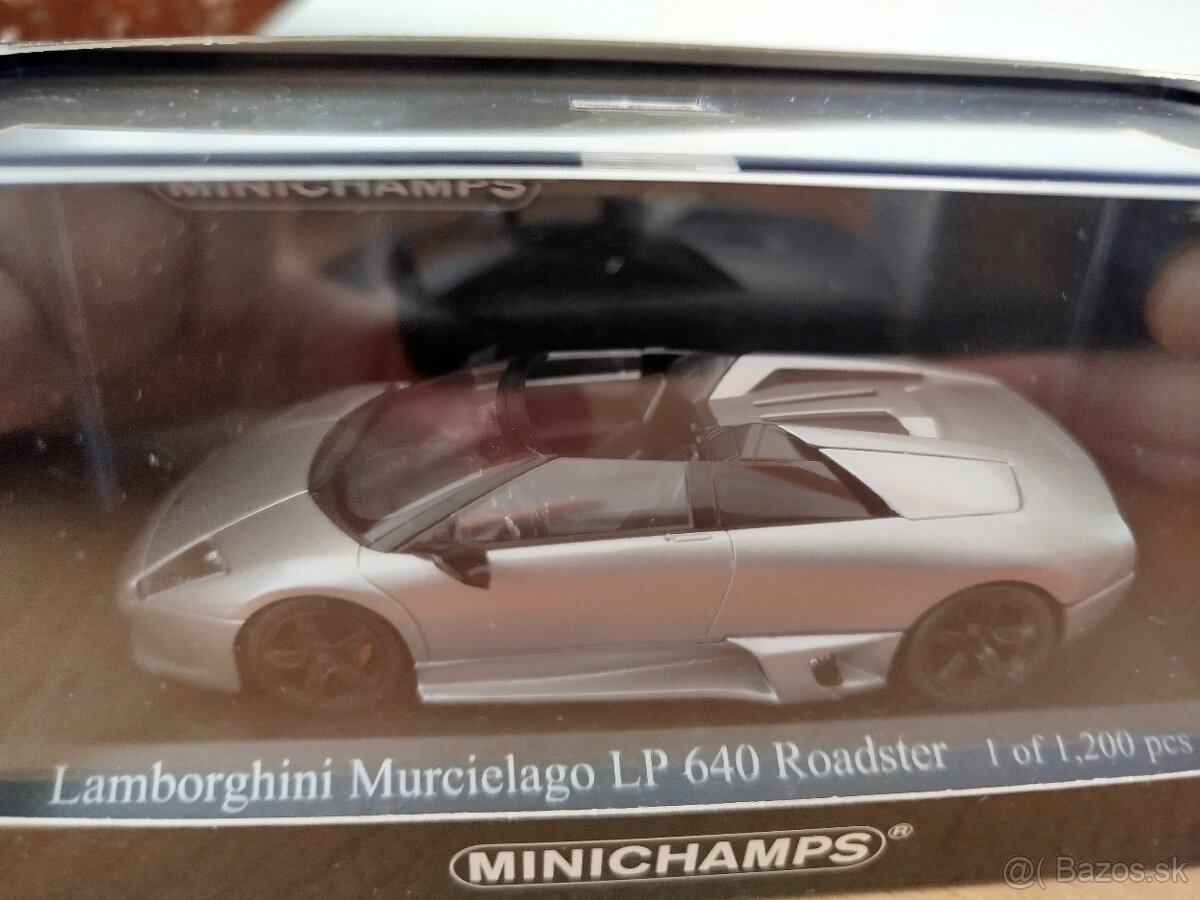 MINICHAMPS
Lamborghini Murcielago LP 640 Roadster 1 of 1,200 pcs
MINICHAMPS®
@( Bazos.sk